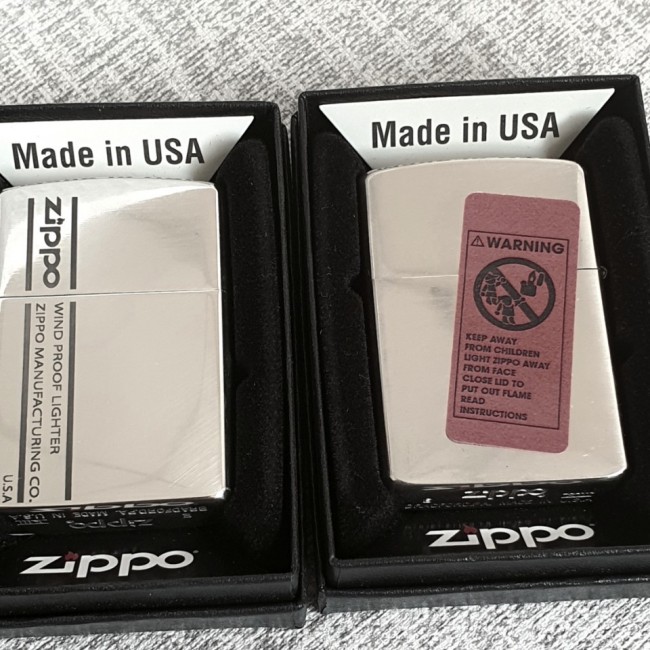 Made in USA
zippo
WIND PROOF LIGHTER
ZIPPO MANUFACTURING CO.
U.S.A
zippo
zippo
Made in USA
WARNING
KEEP AWAY
FROM CHILDREN
LIGHT ZIPPO AWAY
FROM FACE
CLOSE LID TO
PUT OUT FLAME
READ
INSTRUCTIONS
zippo
zippo